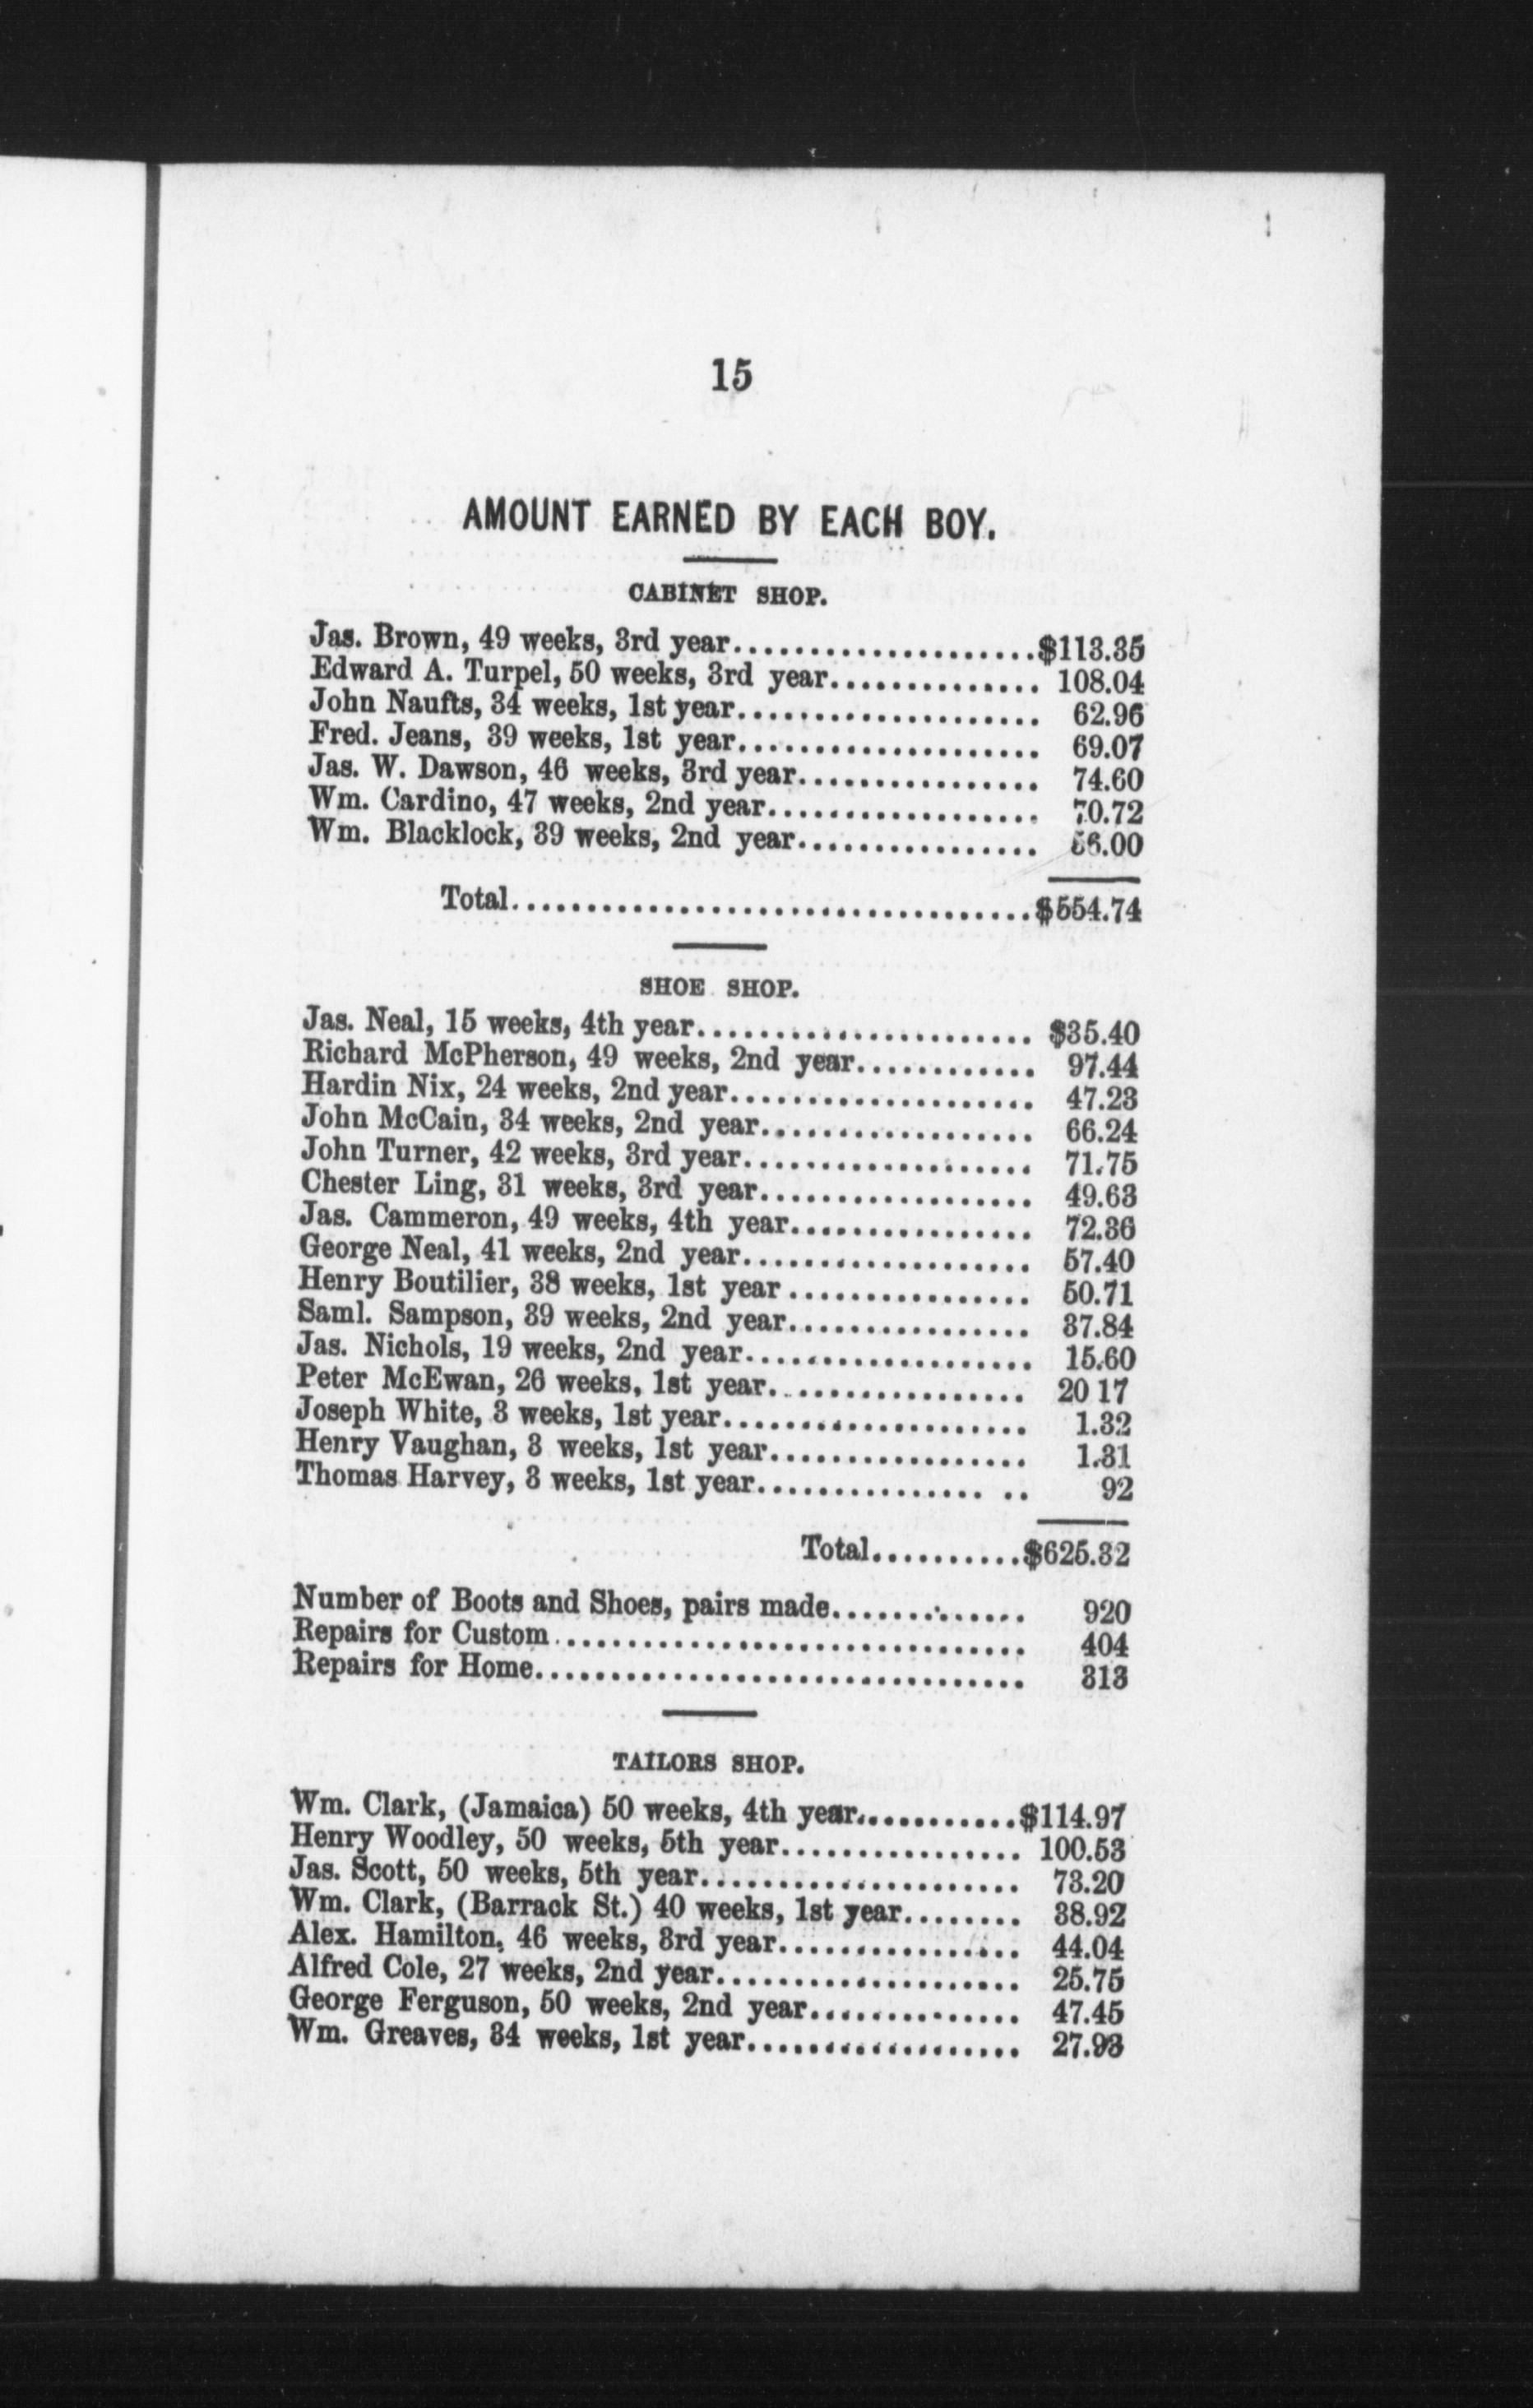 15
AMOUNT EARNED BY EACH BOY.
CABINET SHOP.
Jas. Brown, 49 weeks, 3rd year.....................$113.35
Edward A. Turpel, 50 weeks, 3rd year.............. 108.04
John Naufts, 34 weeks, 1st year.................... 62.96
Fred. Jeans, 39 weeks, 1st year.................... 69.07
Jas. W. Dawson, 46 weeks, 3rd year................ 74.60
Wm. Cardino, 47 weeks, 2nd year.................. 70.72
Wm. Blacklock, 39 weeks, 2nd year................ 56.00
Total...................................$554.74
SHOE SHOP.
Jas. Neal, 15 weeks, 4th year...................... $35.40
Richard McPherson, 49 weeks, 2nd year............ 97.44
Hardin Nix, 24 weeks, 2nd year.................... 47.23
John McCain, 34 weeks, 2nd year.................. 66.24
John Turner, 42 weeks, 3rd year................... 71.75
Chester Ling, 31 weeks, 3rd year.................. 49.63
Jas. Cammeron, 49 weeks, 4th year................ 72.36
George Neal, 41 weeks, 2nd year................... 57.40
Henry Boutilier, 38 weeks, 1st year ................ 50.71
Saml. Sampson, 39 weeks, 2nd year................ 37.84
Jas. Nichols, 19 weeks, 2nd year................... 15.60
Peter McEwan, 26 weeks, 1st year................. 20 17
Joseph White, 3 weeks, 1st year.................... 1.32
Henry Vaughan, 3 weeks, 1st year................. 1.31
Thomas Harvey, 3 weeks, 1st year............... .. 92
Total..........$625.32
Number of Boots and Shoes, pairs made............. 920
Repairs for Custom............................... 404
Repairs for Home................................ 313
TAILORS SHOP.
Wm. Clark, (Jamaica) 50 weeks, 4th year...........$114.97
Henry Woodley, 50 weeks, 5th year................ 100.53
Jas. Scott, 50 weeks, 5th year..................... 73.20
Wm. Clark, (Barrack St.) 40 weeks, 1st year........ 38.92
Alex. Hamilton, 46 weeks, 3rd year................ 44.04
Alfred Cole, 27 weeks, 2nd year.................... 25.75
George Ferguson, 50 weeks, 2nd year.............. 47.45
Wm. Greaves, 34 weeks, 1st year.................. 27.93